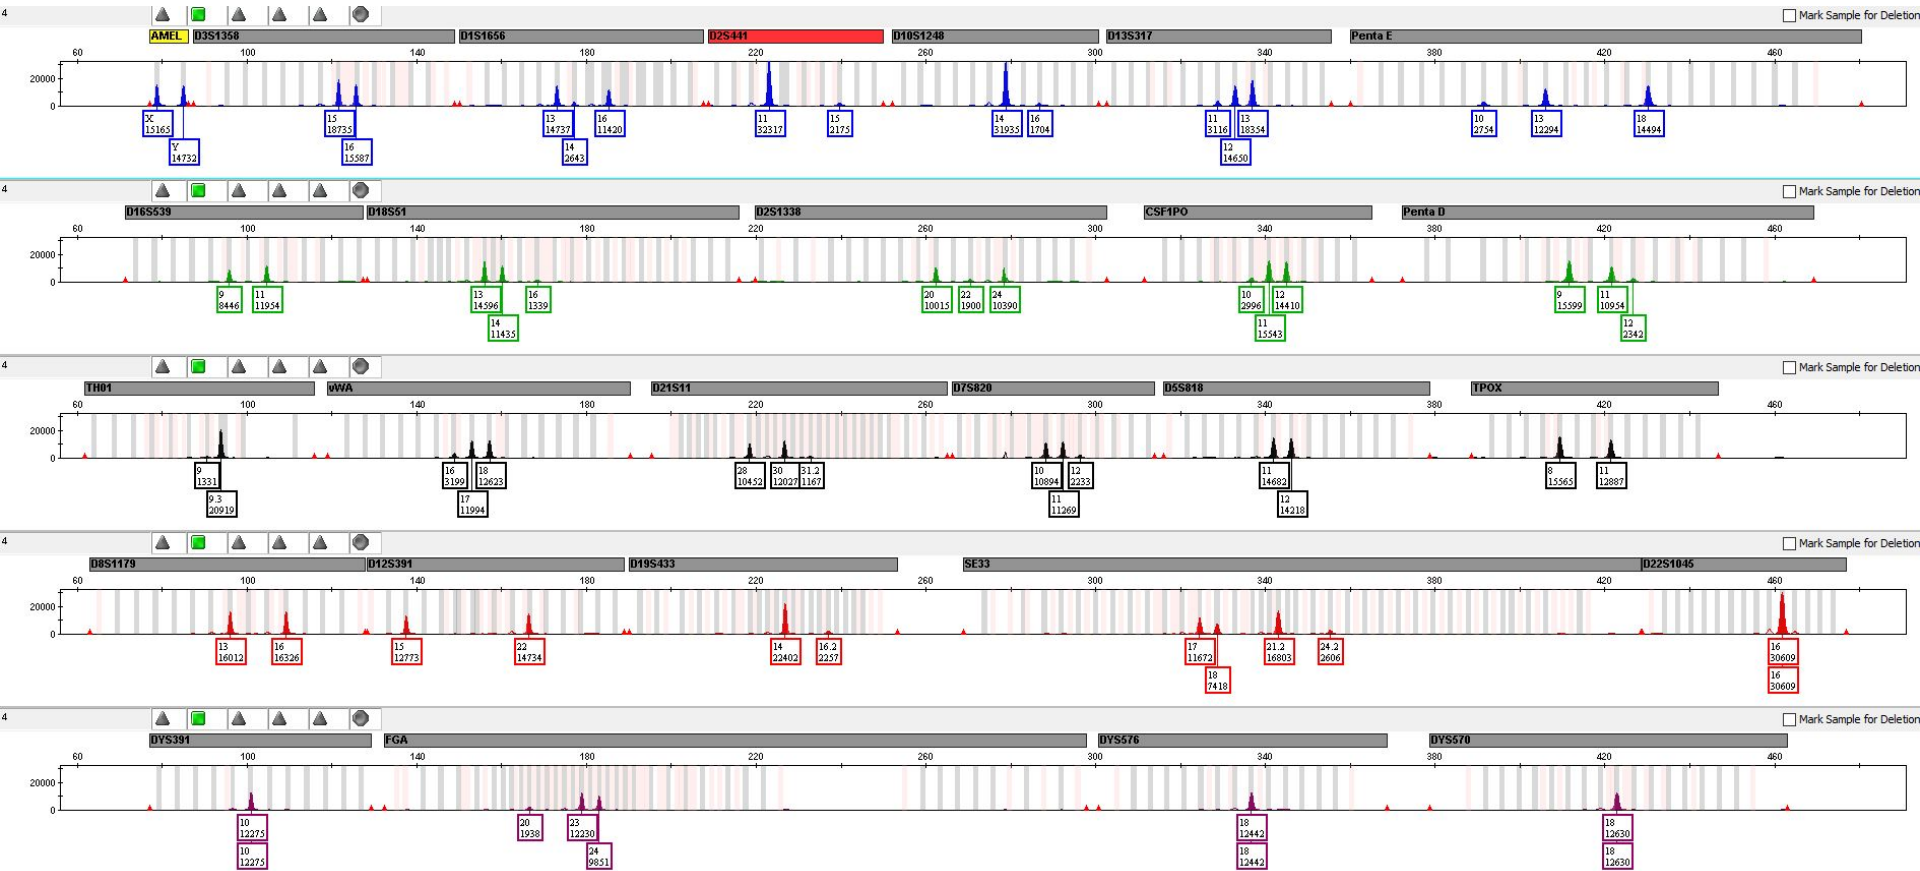 4
Mark Sample for Deletion
AMEL D3S1358 D1S1656 D2S441 D10S1248 D13S317 Penta E
60 100 140 180 220 260 300 340 380 420 460
20000
0
X 15 13 16 11 15 14 16 11 13 10 13 18
15165 18735 14737 11420 32317 2175 31935 1704 3116 18354 2754 12294 14494
Y 16 14 12
14732 15587 2643 14650
4
Mark Sample for Deletion
D16S539 D18S51 D2S1338 CSF1PO Penta D
60 100 140 180 220 260 300 340 380 420 460
20000
0
9 11 13 16 20 22 24 10 12 9 11
8446 11954 14596 1339 10015 1900 10390 2996 14410 15599 10954
14 11 12
11435 15543 2342
4
Mark Sample for Deletion
TH01 vWA D21S11 D7S820 D5S818 TPOX
60 100 140 180 220 260 300 340 380 420 460
20000
0
9 16 18 28 30 31.2 10 12 11 8 11
1331 3199 12623 10452 12027 1167 10894 2233 14682 15565 12887
9.3 17 11 12
20919 11994 11269 14218
4
Mark Sample for Deletion
D8S1179 D12S391 D19S433 SE33 D22S1045
60 100 140 180 220 260 300 340 380 420 460
20000
0
13 16 15 22 14 16.2 17 21.2 24.2 16
16012 16326 12773 14734 22402 2257 11672 16803 2606 30609
18 16
7418 30609
4
Mark Sample for Deletion
DYS391 FGA DYS576 DYS570
60 100 140 180 220 260 300 340 380 420 460
20000
0
10 20 23 18 18
12275 1938 12230 12442 12630
10 24 18 18
12275 9851 12442 12630